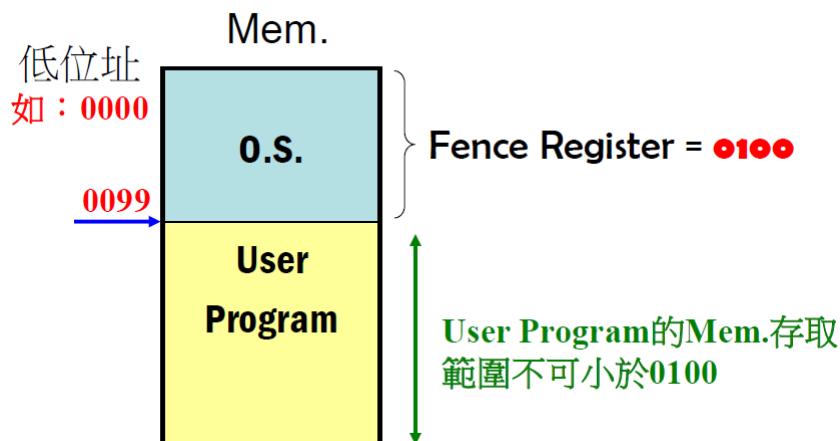 Mem.
低位址
如：0000
O.S.
Fence Register = 0100
0099
User
Program
User Program的Mem.存取
範圍不可小於0100